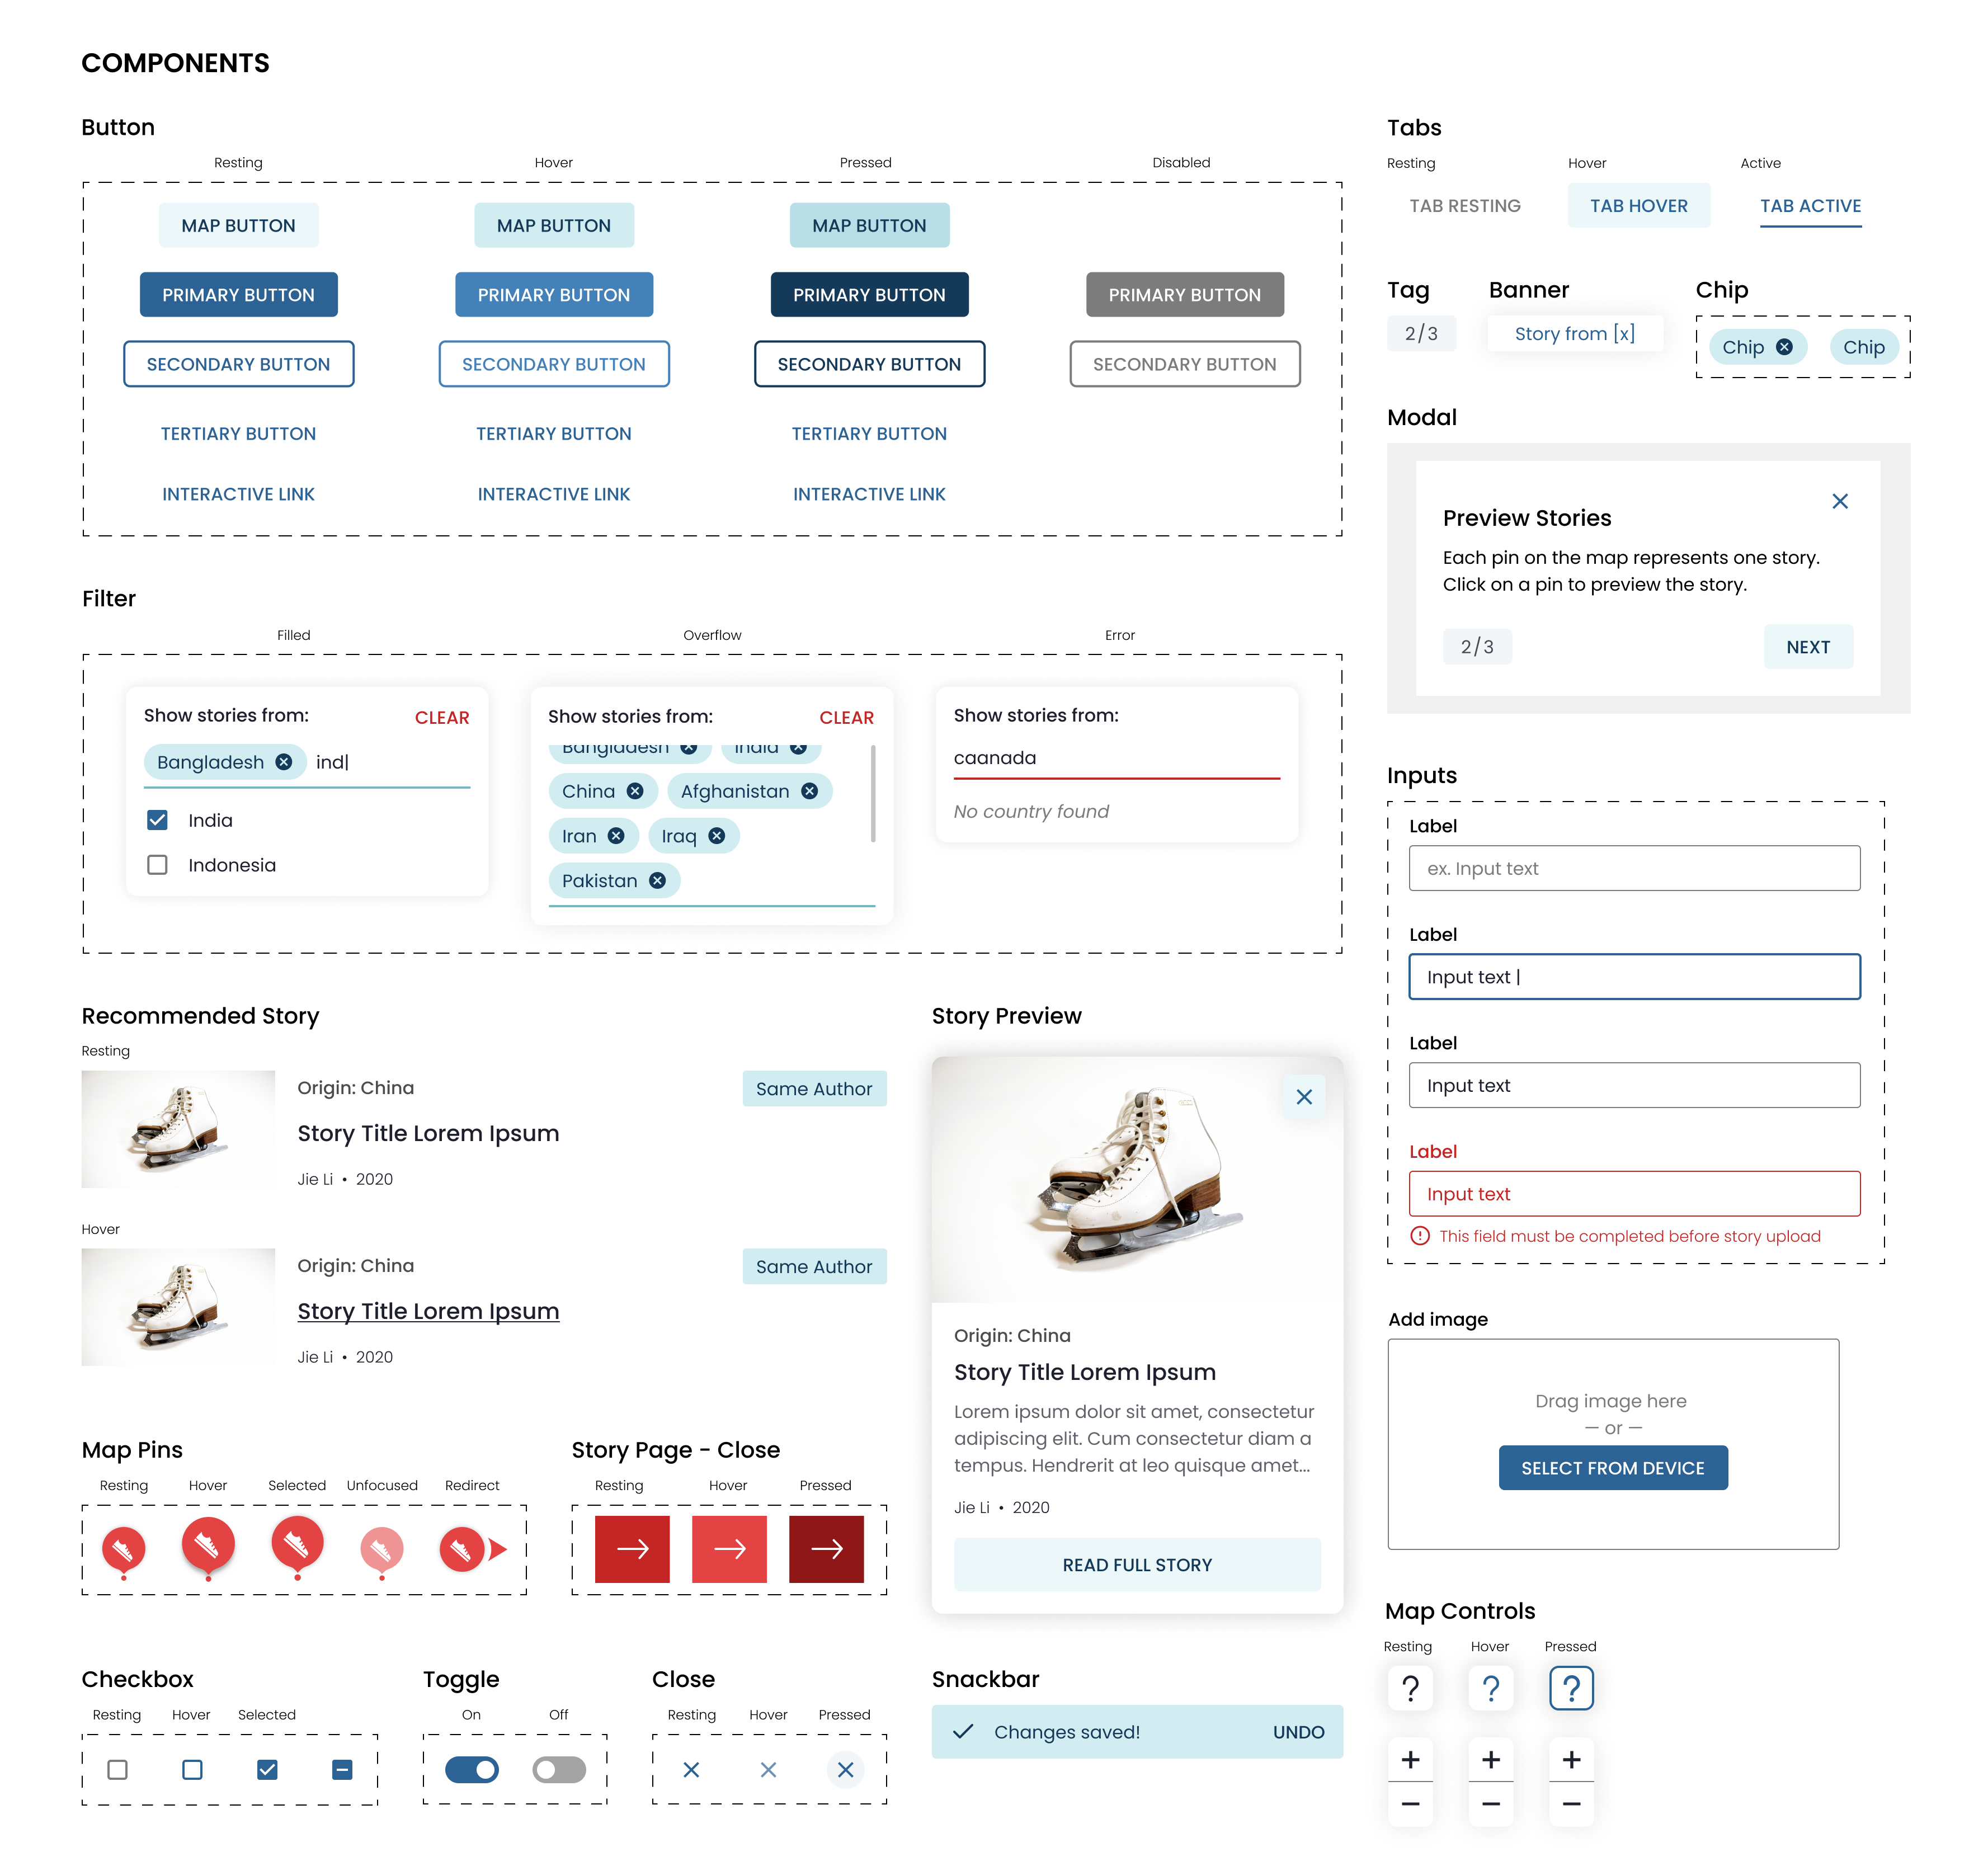 COMPONENTS
Button
Resting
Hover
Pressed
Disabled
MAP BUTTON
MAP BUTTON
MAP BUTTON
PRIMARY BUTTON
PRIMARY BUTTON
PRIMARY BUTTON
PRIMARY BUTTON
SECONDARY BUTTON
SECONDARY BUTTON
SECONDARY BUTTON
SECONDARY BUTTON
TERTIARY BUTTON
TERTIARY BUTTON
TERTIARY BUTTON
INTERACTIVE LINK
INTERACTIVE LINK
INTERACTIVE LINK
Filter
Filled
Overflow
Error
Show stories from:
CLEAR
Bangladesh
ind|
India
Indonesia
Show stories from:
CLEAR
Bangladesh
India
China
Afghanistan
Iran
Iraq
Pakistan
Show stories from:
caanada
No country found
Recommended Story
Resting
Origin: China
Same Author
Story Title Lorem Ipsum
Jie Li • 2020
Hover
Origin: China
Same Author
Story Title Lorem Ipsum
Jie Li • 2020
Story Preview
Origin: China
Story Title Lorem Ipsum
Lorem ipsum dolor sit amet, consectetur
adipiscing elit. Cum consectetur diam a
tempus. Hendrerit at leo quisque amet...
Jie Li • 2020
READ FULL STORY
Map Pins
Resting
Hover
Selected
Unfocused
Redirect
Story Page - Close
Resting
Hover
Pressed
Checkbox
Resting
Hover
Selected
Toggle
On
Off
Close
Resting
Hover
Pressed
Snackbar
Changes saved!
UNDO
Tabs
Resting
Hover
Active
TAB RESTING
TAB HOVER
TAB ACTIVE
Tag
2/3
Banner
Story from [x]
Chip
Chip
Chip
Modal
Preview Stories
Each pin on the map represents one story.
Click on a pin to preview the story.
2/3
NEXT
Inputs
Label
ex. Input text
Label
Input text |
Label
Input text
Label
Input text
This field must be completed before story upload
Add image
Drag image here
— or —
SELECT FROM DEVICE
Map Controls
Resting
Hover
Pressed
?
?
?
+
+
+
−
−
−